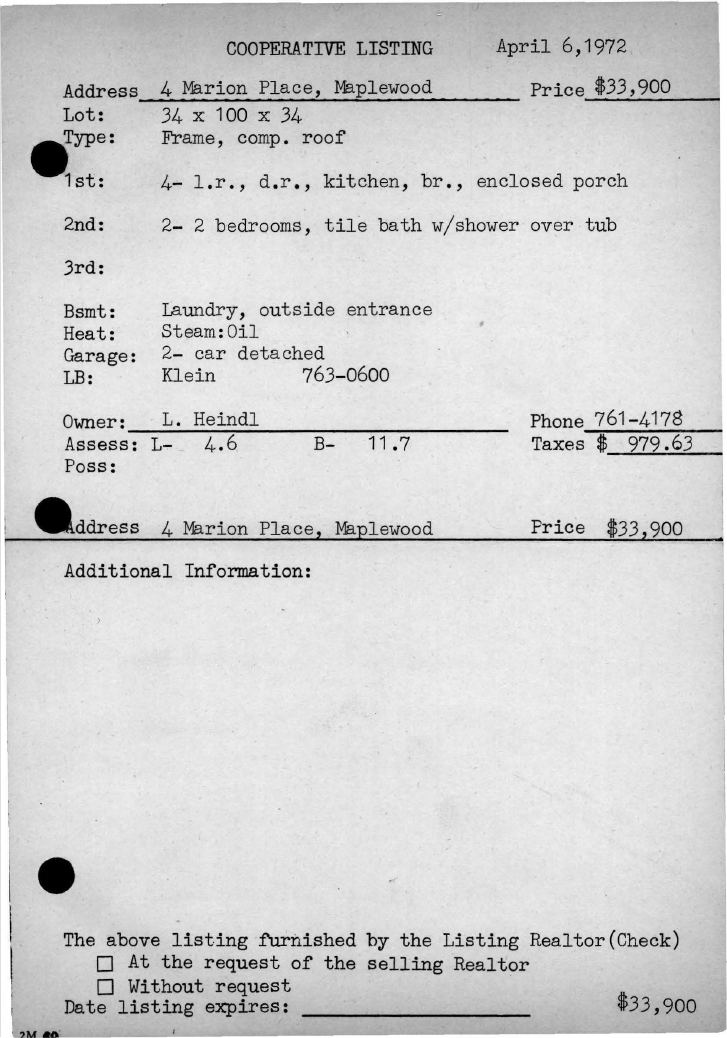 COOPERATIVE LISTING April 6,1972
Address 4 Marion Place, Maplewood Price $33,900
Lot: 34 x 100 x 34
Type: Frame, comp. roof
1st: 4- l.r., d.r., kitchen, br., enclosed porch
2nd: 2- 2 bedrooms, tile bath w/shower over tub
3rd:
Bsmt: Laundry, outside entrance
Heat: Steam:Oil
Garage: 2- car detached
LB: Klein 763-0600
Owner: L. Heindl Phone 761-4178
Assess: L- 4.6 B- 11.7 Taxes $ 979.63
Poss:
Address 4 Marion Place, Maplewood Price $33,900
Additional Information:
The above listing furnished by the Listing Realtor(Check)
☐ At the request of the selling Realtor
☐ Without request
Date listing expires: $33,900
2M